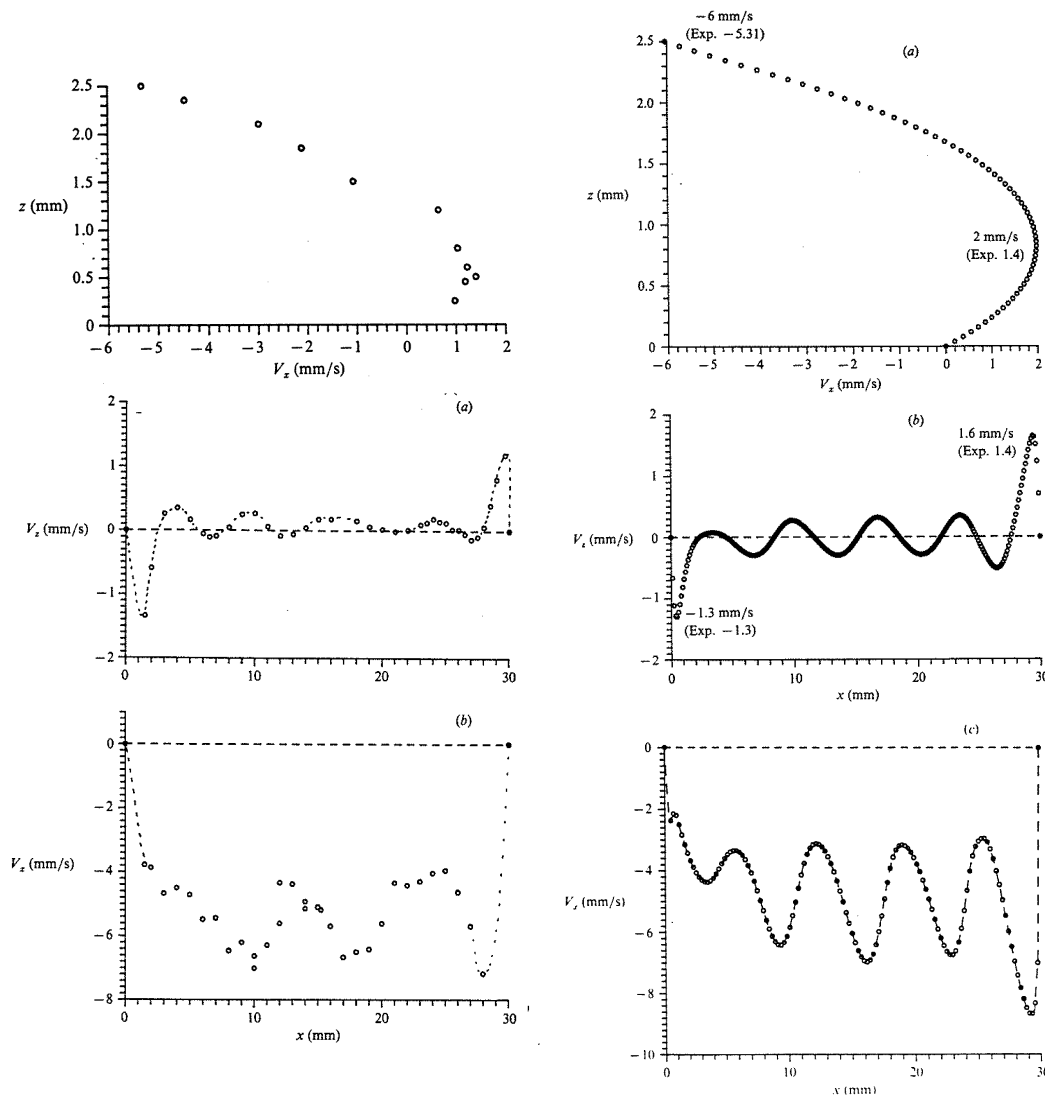 2.5
2.0
1.5
z (mm)
1.0
0.5
0
−6 −5 −4 −3 −2 −1 0 1 2
V_x (mm/s)
−6 mm/s
(Exp. −5.31)
(a)
2.5
2.0
1.5
z (mm)
1.0
0.5
0
2 mm/s
(Exp. 1.4)
−6 −5 −4 −3 −2 −1 0 1 2
V_x (mm/s)
(a)
2
1
V_z (mm/s) 0
−1
−2
0 10 20 30
(b)
2
1
V_z (mm/s) 0
−1
−2
1.6 mm/s
(Exp. 1.4)
−1.3 mm/s
(Exp. −1.3)
0 10 20 30
x (mm)
(b)
0
−2
−4
V_x (mm/s)
−6
−8
0 10 20 30
x (mm)
(c)
0
−2
−4
V_x (mm/s)
−6
−8
−10
0 10 20 30
x (mm)